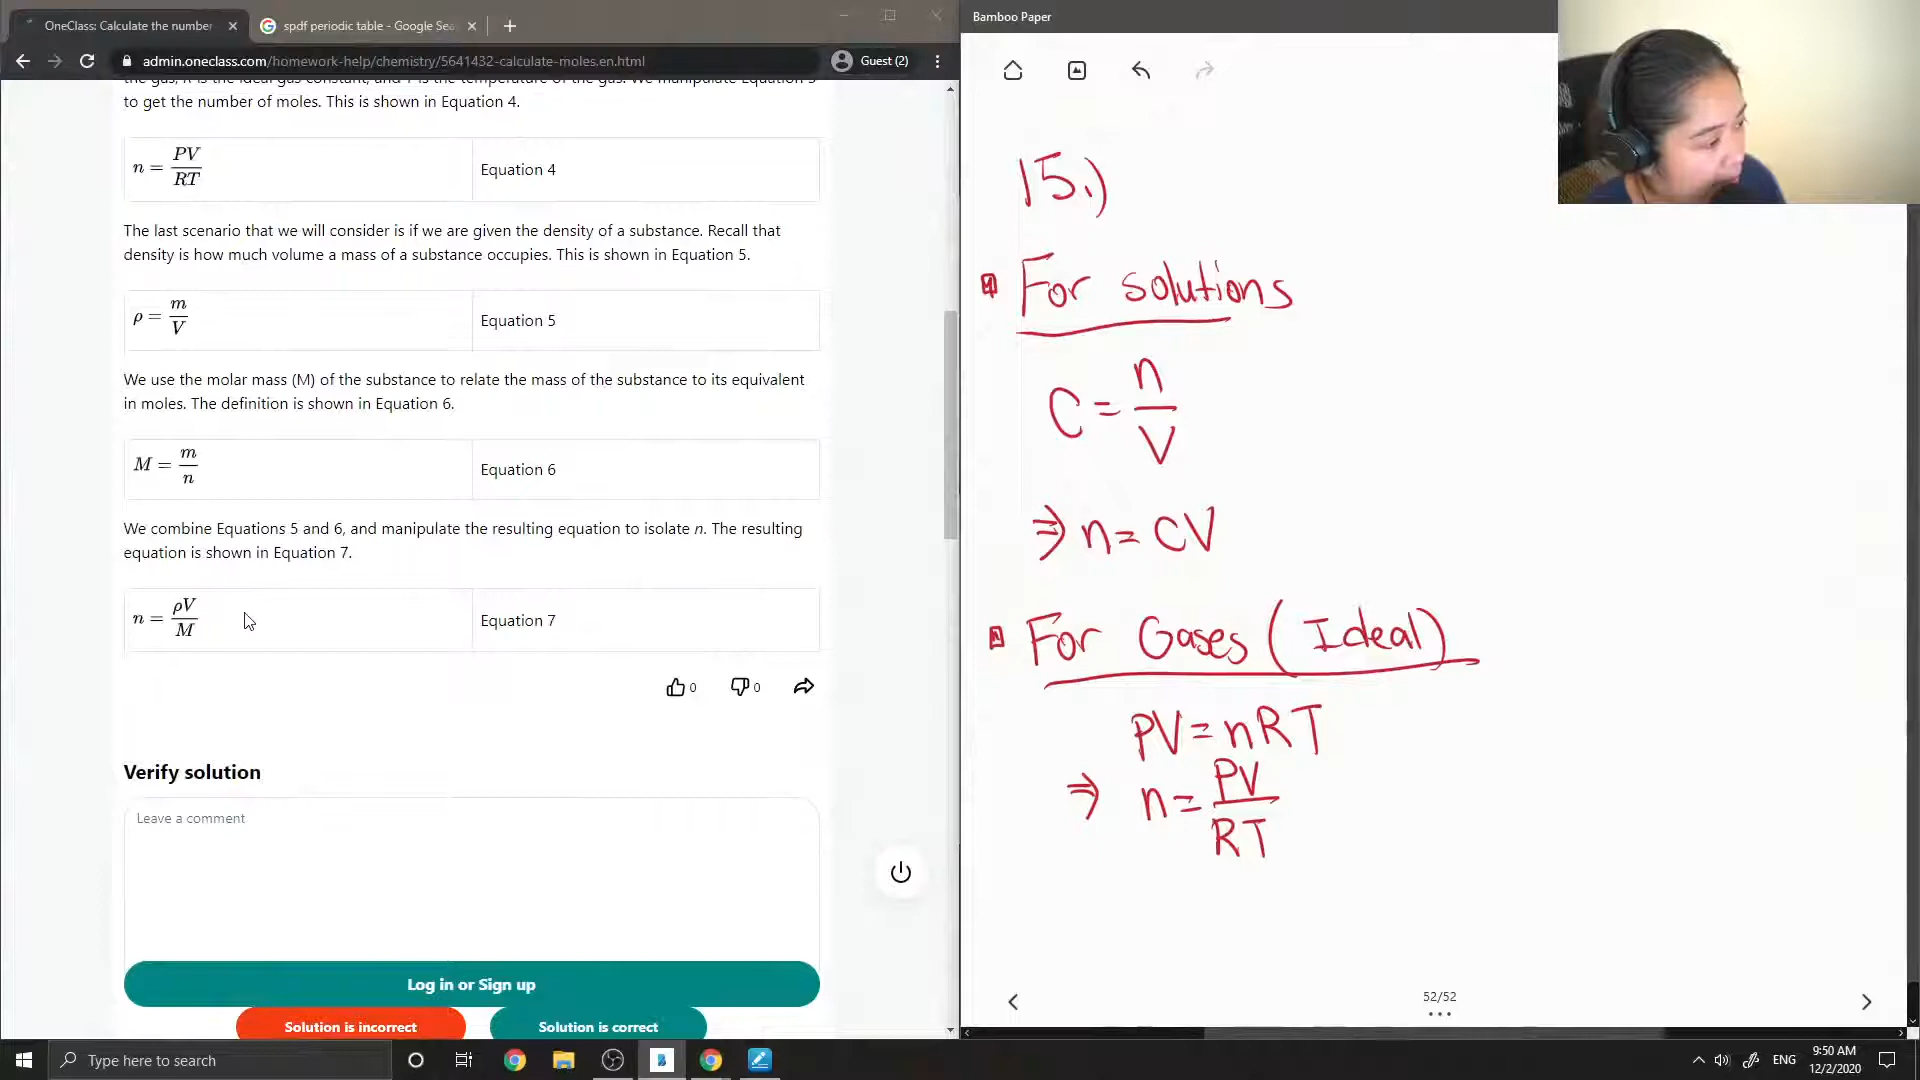 OneClass: Calculate the number
spdf periodic table - Google Sea
admin.oneclass.com/homework-help/chemistry/5641432-calculate-moles.en.html
Guest (2)
to get the number of moles. This is shown in Equation 4.
n = PV/RT
Equation 4
The last scenario that we will consider is if we are given the density of a substance. Recall that
density is how much volume a mass of a substance occupies. This is shown in Equation 5.
ρ = m/V
Equation 5
We use the molar mass (M) of the substance to relate the mass of the substance to its equivalent
in moles. The definition is shown in Equation 6.
M = m/n
Equation 6
We combine Equations 5 and 6, and manipulate the resulting equation to isolate n. The resulting
equation is shown in Equation 7.
n = ρV/M
Equation 7
0
0
Verify solution
Leave a comment
Log in or Sign up
Solution is incorrect
Solution is correct
Bamboo Paper
15.)
For solutions
C = n/V
⇒ n = CV
For Gases (Ideal)
PV = nRT
⇒ n = PV/RT
52/52
Type here to search
ENG
9:50 AM
12/2/2020